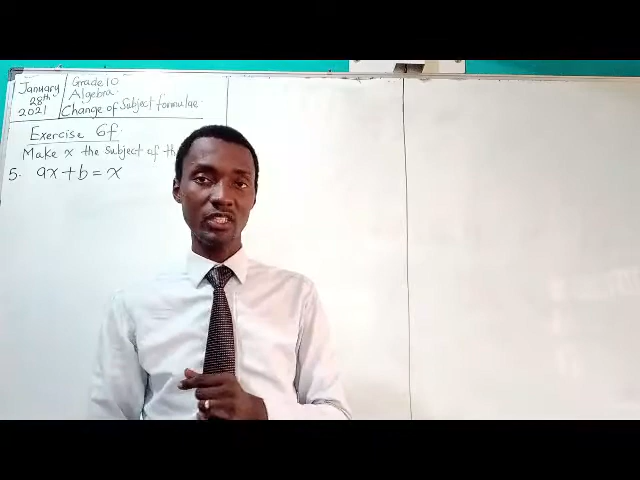 January
28th
2021
Grade 10
Algebra.
Change of Subject formulae.
Exercise 6f.
Make x the subject of th
5. ax + b = x